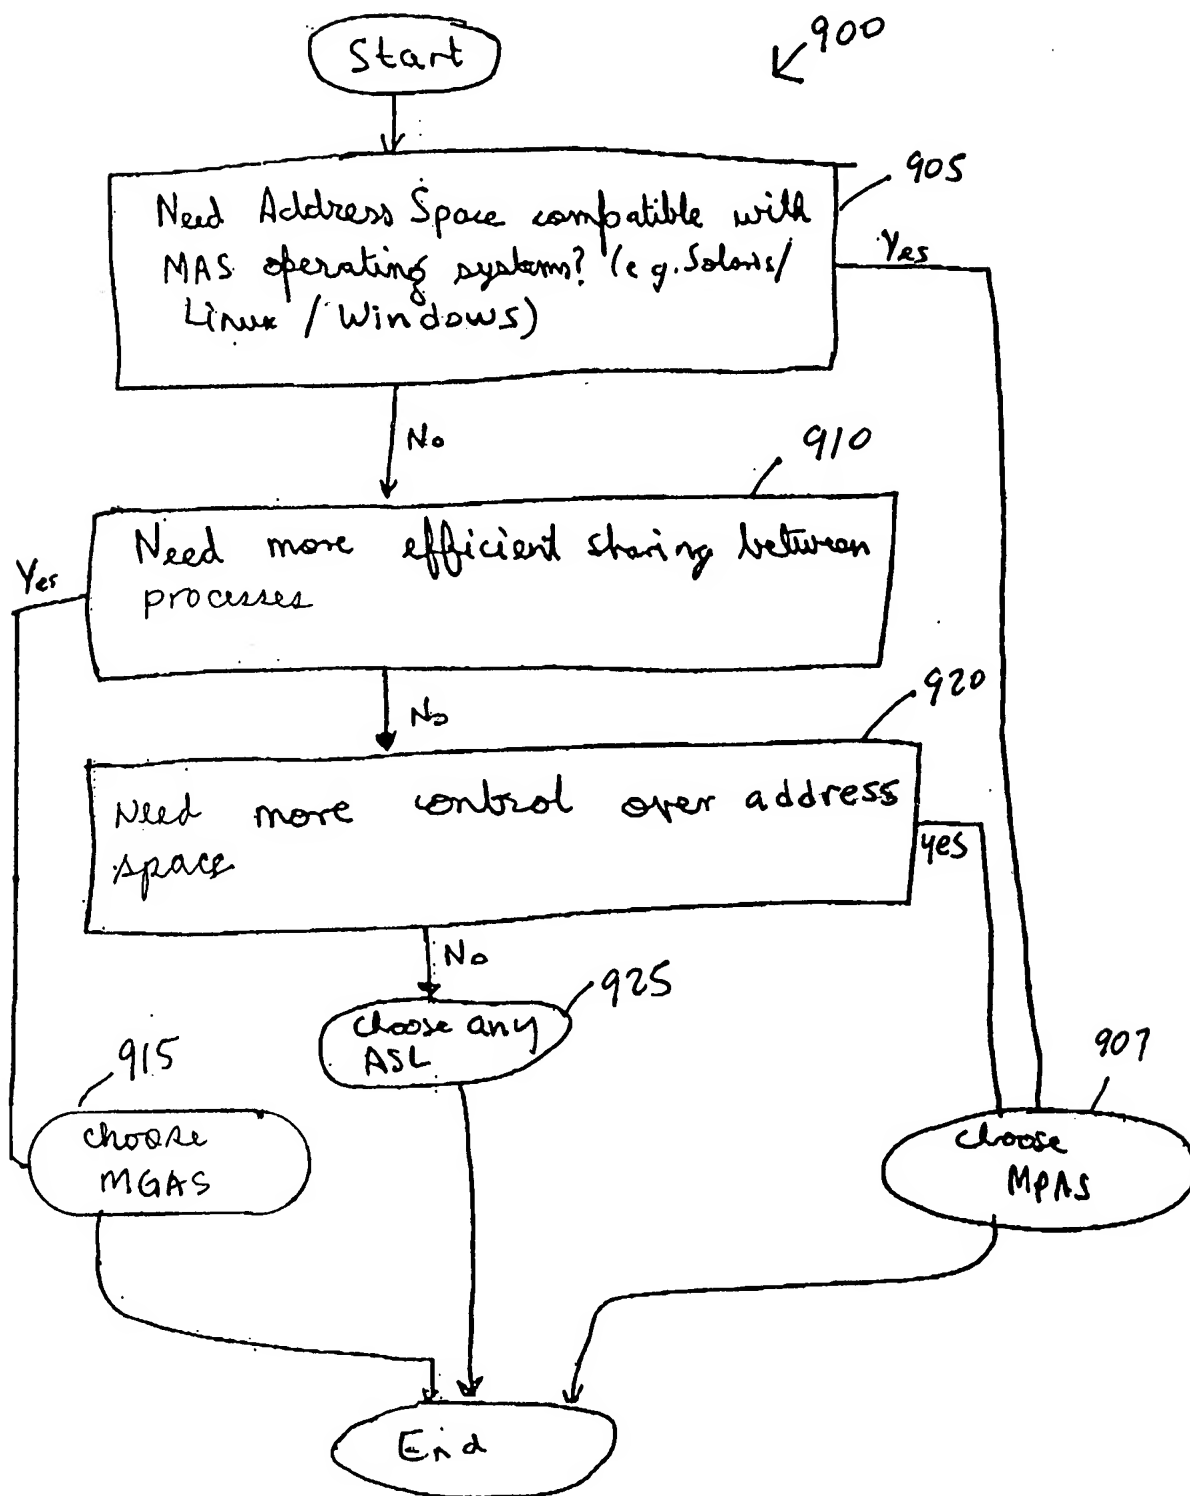 Start
900
905
Need Address Space compatible with
MAS operating system? (e.g. Solaris/
Linux / Windows)
Yes
No
910
Need more efficient sharing between
processes
Yes
No
920
Need more control over address
space
yes
No
925
choose any
ASL
915
choose
MGAS
907
choose
MPAS
End